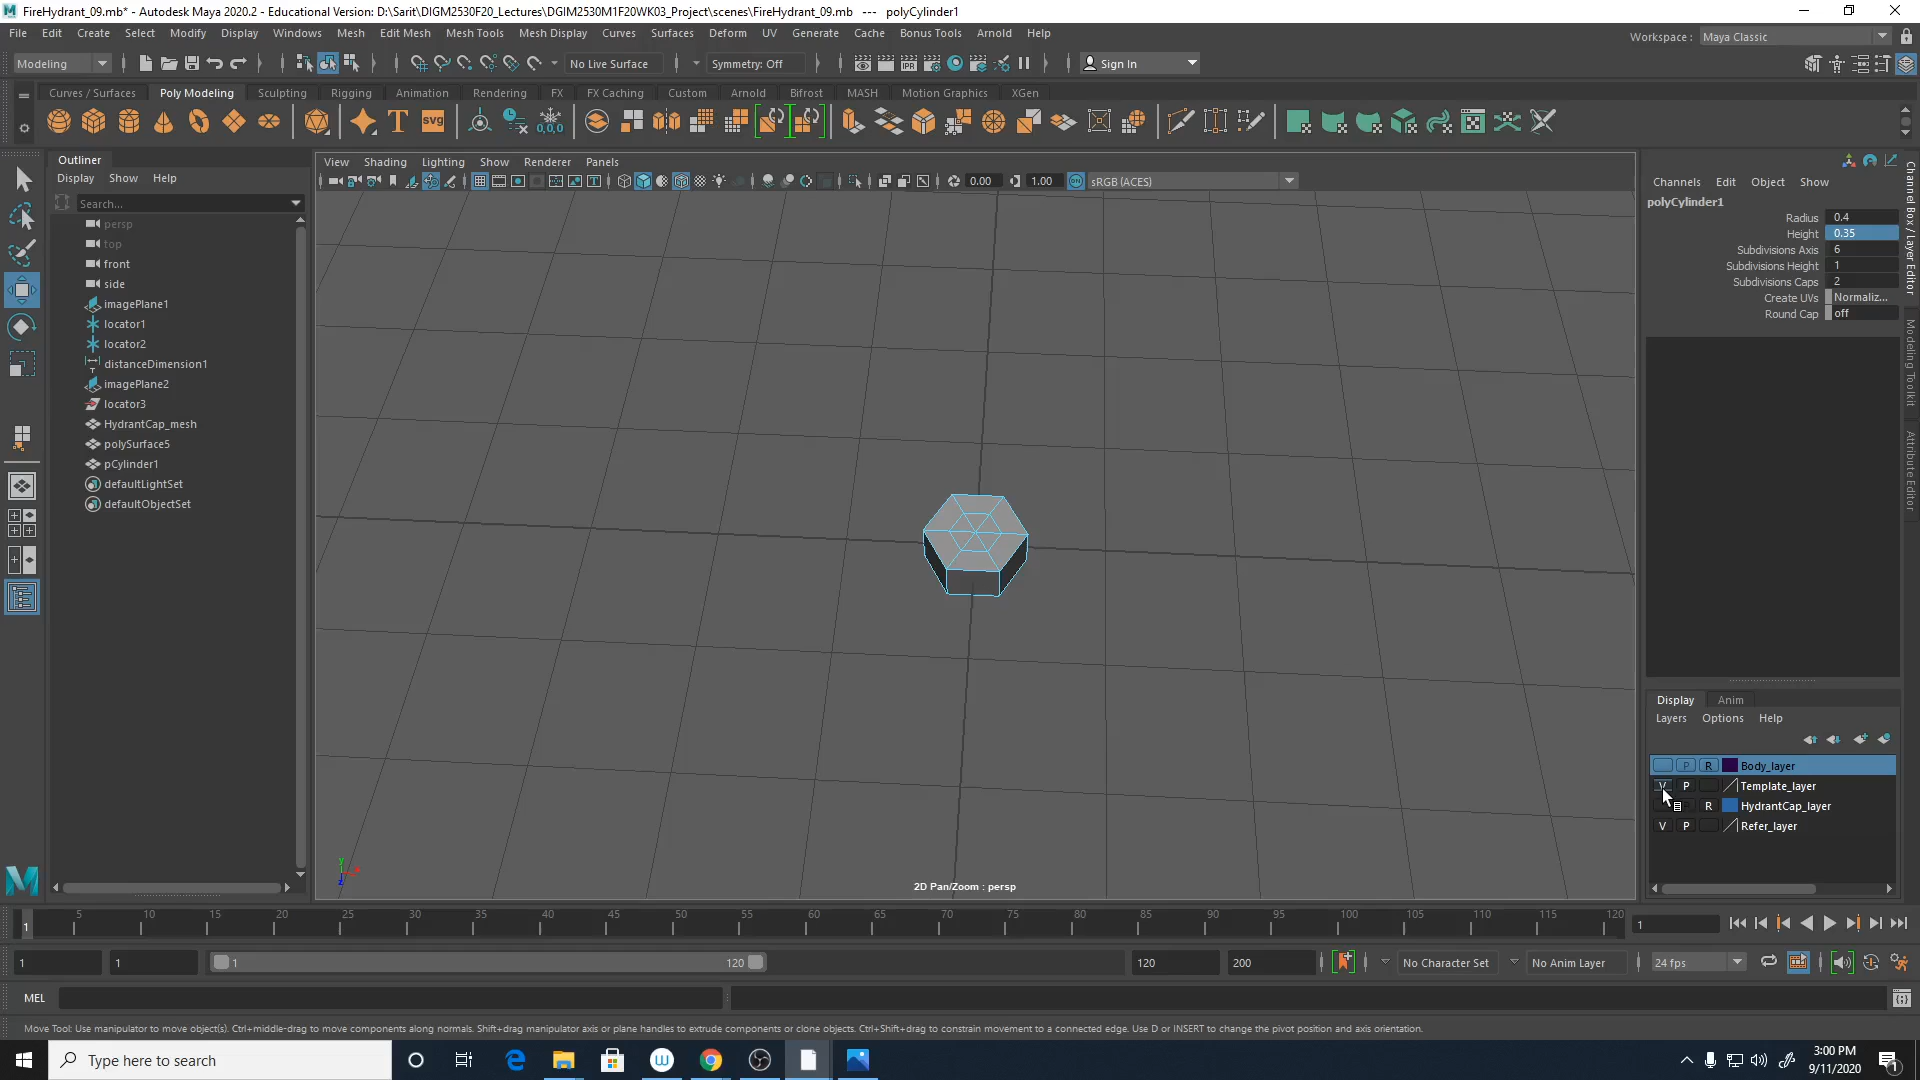 FireHydrant_09.mb* - Autodesk Maya 2020.2 - Educational Version: D:\Sarit\DIGM2530F20_Lectures\DGIM2530M1F20WK03_Project\scenes\FireHydrant_09.mb --- polyCylinder1
File Edit Create Select Modify Display Windows Mesh Edit Mesh Mesh Tools Mesh Display Curves Surfaces Deform UV Generate Cache Bonus Tools Arnold Help
Workspace : Maya Classic
Modeling No Live Surface Symmetry: Off Sign In
Curves / Surfaces Poly Modeling Sculpting Rigging Animation Rendering FX FX Caching Custom Arnold Bifrost MASH Motion Graphics XGen
T svg 0,0,0
Outliner
Display Show Help
Search...
persp
top
front
side
imagePlane1
locator1
locator2
distanceDimension1
imagePlane2
locator3
HydrantCap_mesh
polySurface5
pCylinder1
defaultLightSet
defaultObjectSet
View Shading Lighting Show Renderer Panels
0.00 1.00 ON sRGB (ACES)
2D Pan/Zoom : persp
Channels Edit Object Show
polyCylinder1
Radius 0.4
Height 0.35
Subdivisions Axis 6
Subdivisions Height 1
Subdivisions Caps 2
Create UVs Normaliz...
Round Cap off
Channel Box / Layer Editor
Modeling Toolkit
Attribute Editor
Display Anim
Layers Options Help
P R Body_layer
V P Template_layer
R HydrantCap_layer
V P Refer_layer
1 5 10 15 20 25 30 35 40 45 50 55 60 65 70 75 80 85 90 95 100 105 110 115 120
1
1 1 1 120 120 200 No Character Set No Anim Layer 24 fps
MEL
Move Tool: Use manipulator to move object(s). Ctrl+middle-drag to move components along normals. Shift+drag manipulator axis or plane handles to extrude components or clone objects. Ctrl+Shift+drag to constrain movement to a connected edge. Use D or INSERT to change the pivot position and axis orientation.
Type here to search
3:00 PM
9/11/2020